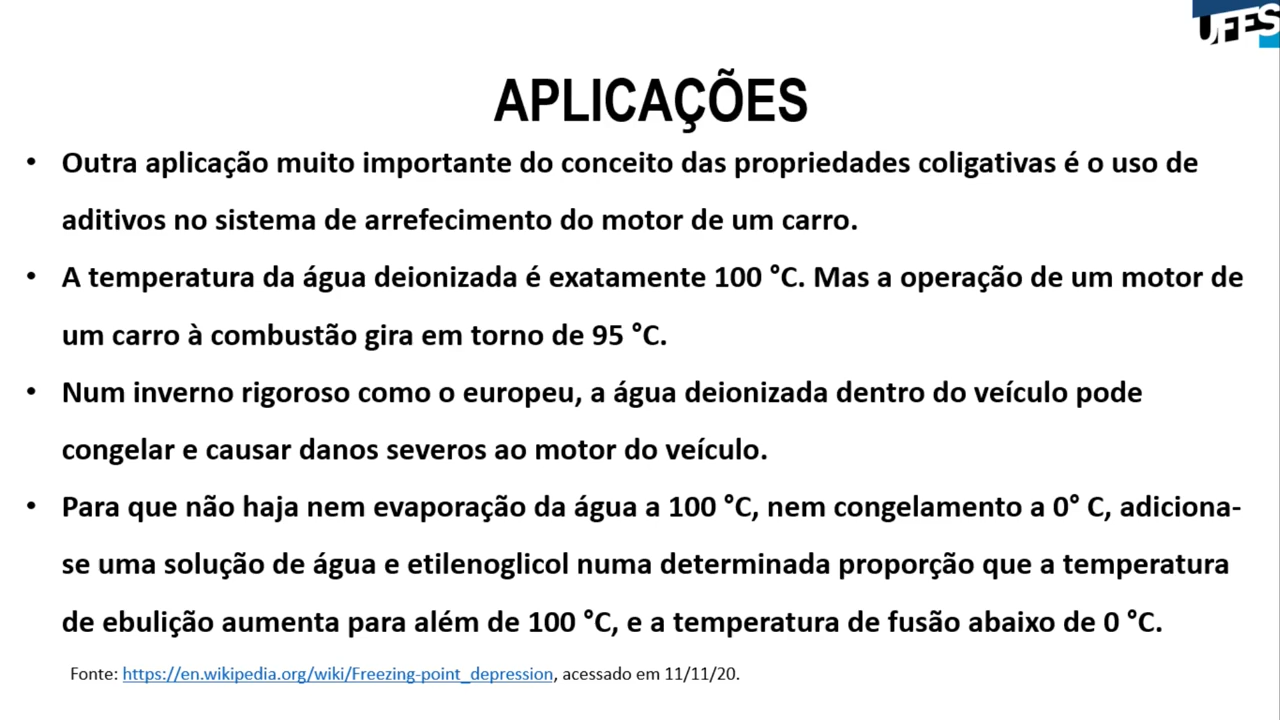 UFES
APLICAÇÕES
• Outra aplicação muito importante do conceito das propriedades coligativas é o uso de
aditivos no sistema de arrefecimento do motor de um carro.
• A temperatura da água deionizada é exatamente 100 °C. Mas a operação de um motor de
um carro à combustão gira em torno de 95 °C.
• Num inverno rigoroso como o europeu, a água deionizada dentro do veículo pode
congelar e causar danos severos ao motor do veículo.
• Para que não haja nem evaporação da água a 100 °C, nem congelamento a 0° C, adiciona-
se uma solução de água e etilenoglicol numa determinada proporção que a temperatura
de ebulição aumenta para além de 100 °C, e a temperatura de fusão abaixo de 0 °C.
Fonte: https://en.wikipedia.org/wiki/Freezing-point_depression, acessado em 11/11/20.